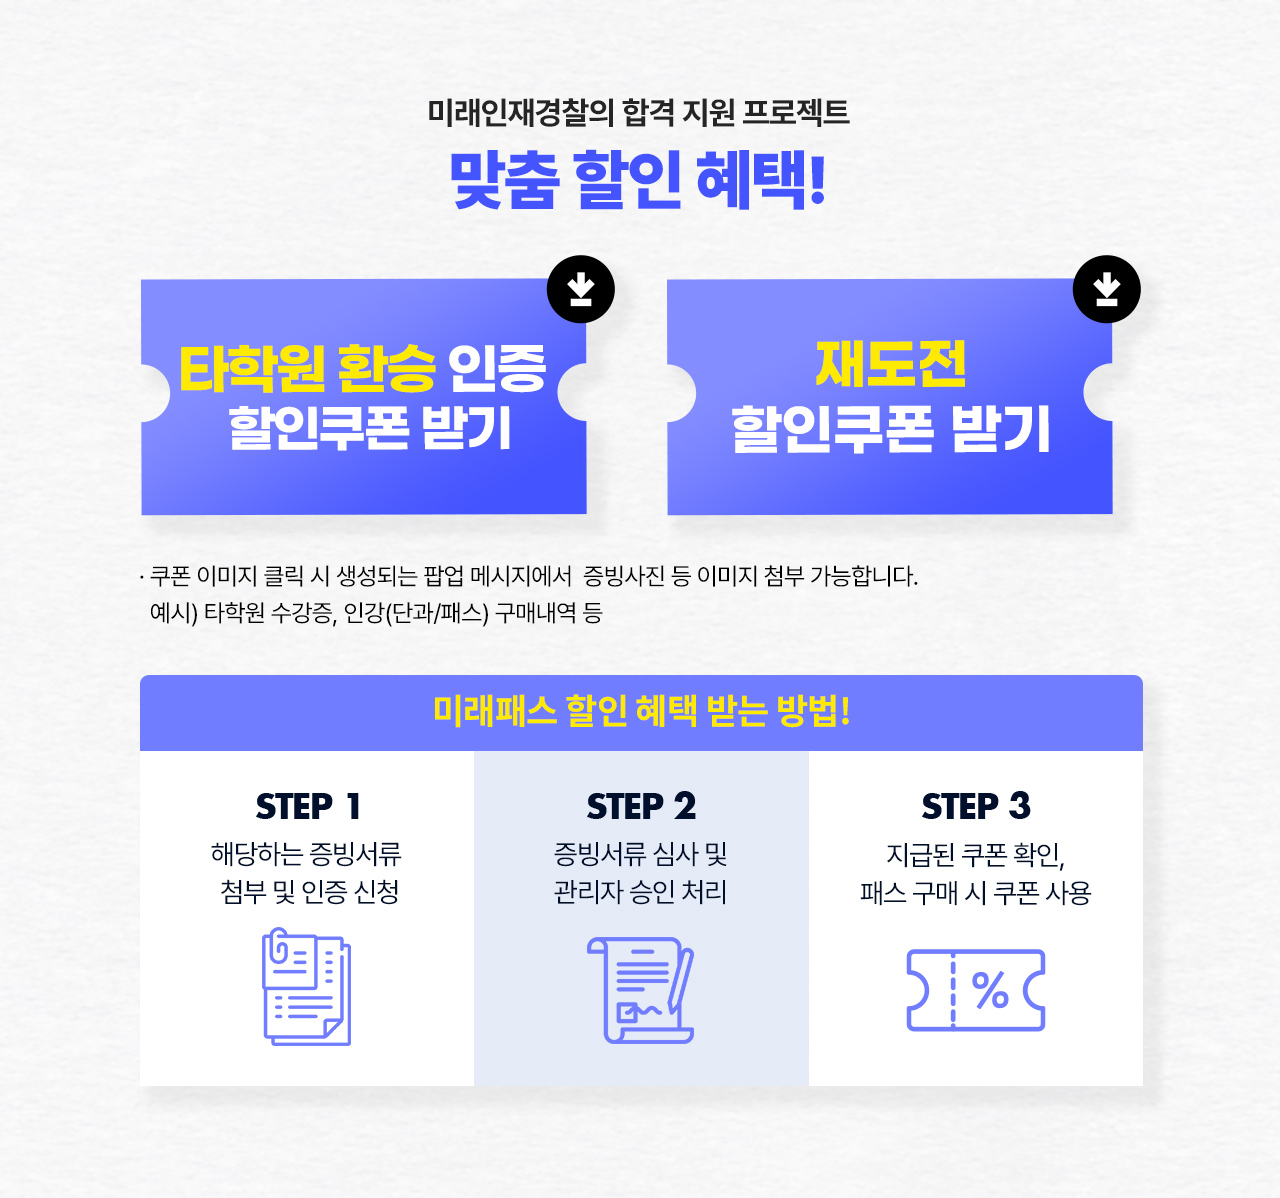 미래인재경찰의 합격 지원 프로젝트
맞춤 할인 혜택!
타학원 환승 인증
할인쿠폰 받기
재도전
할인쿠폰 받기
· 쿠폰 이미지 클릭 시 생성되는 팝업 메시지에서 증빙사진 등 이미지 첨부 가능합니다.
예시) 타학원 수강증, 인강(단과/패스) 구매내역 등
미래패스 할인 혜택 받는 방법!
STEP 1
해당하는 증빙서류
첨부 및 인증 신청
STEP 2
증빙서류 심사 및
관리자 승인 처리
STEP 3
지급된 쿠폰 확인,
패스 구매 시 쿠폰 사용
%